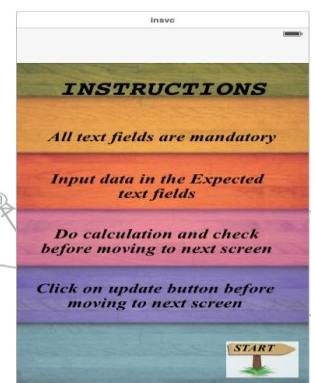 insvc
INSTRUCTIONS
All text fields are mandatory
Input data in the Expected
text fields
Do calculation and check
before moving to next screen
Click on update button before
moving to next screen
START